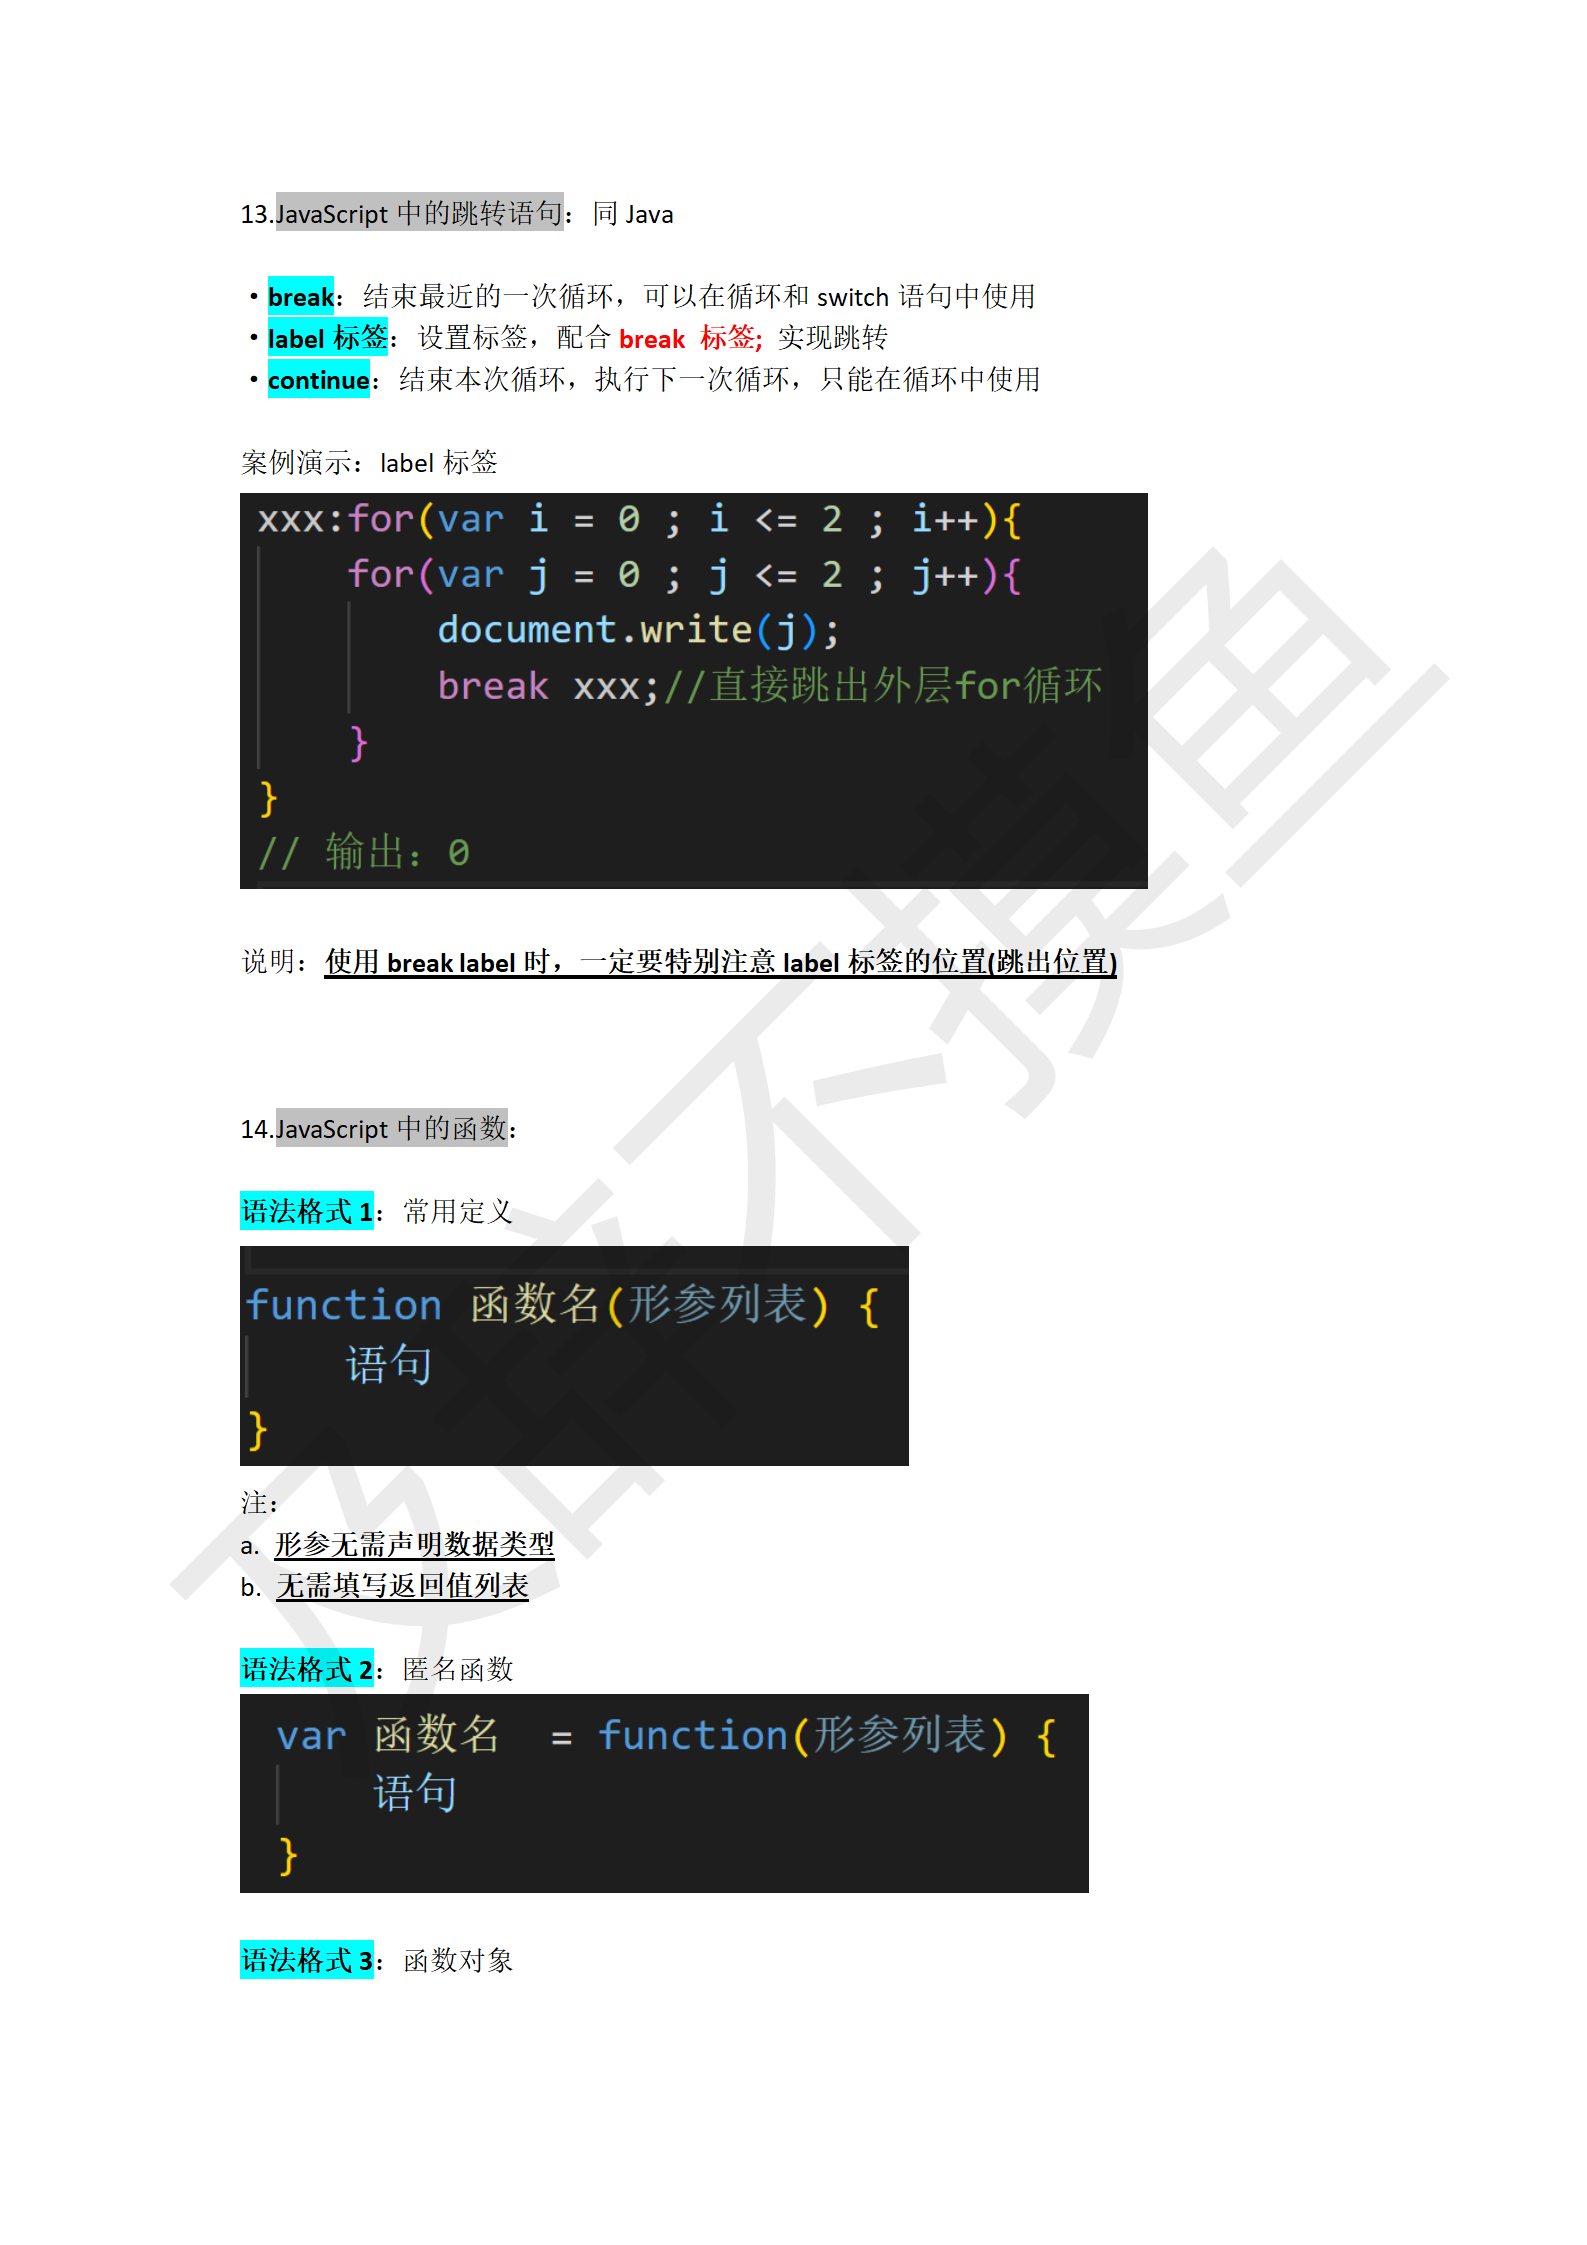 13.JavaScript 中的跳转语句：同 Java
·break：结束最近的一次循环，可以在循环和 switch 语句中使用
·label 标签：设置标签，配合 break 标签; 实现跳转
·continue：结束本次循环，执行下一次循环，只能在循环中使用
案例演示：label 标签
xxx:for(var i = 0 ; i <= 2 ; i++){
for(var j = 0 ; j <= 2 ; j++){
document.write(j);
break xxx;//直接跳出外层for循环
}
}
// 输出：0
说明：使用 break label 时，一定要特别注意 label 标签的位置(跳出位置)
14.JavaScript 中的函数：
语法格式 1：常用定义
function 函数名(形参列表) {
语句
}
注：
a. 形参无需声明数据类型
b. 无需填写返回值列表
语法格式 2：匿名函数
var 函数名 = function(形参列表) {
语句
}
语法格式 3：函数对象
及部不摸鱼